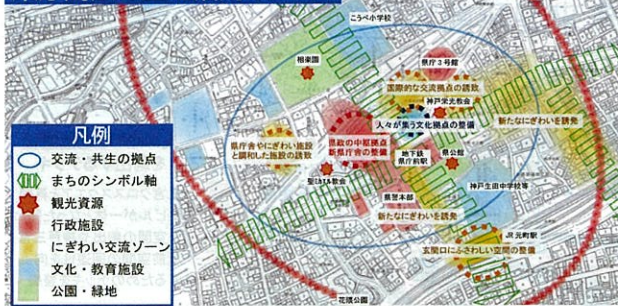 こうべ小学校
相楽園
県庁3号館
国際的な交流拠点の誘致
神戸栄光教会
新たなにぎわいを誘発
人々が集う文化拠点の整備
県庁舎やにぎわい施設
と調和した施設の誘致
県政の中枢拠点
新県庁舎の整備
地下鉄
県庁前駅
県公館
聖ミカエル教会
神戸生田中学校等
県警本部
新たなにぎわいを誘発
JR元町駅
玄関口にふさわしい空間の整備
花隈公園
凡例
交流・共生の拠点
まちのシンボル軸
観光資源
行政施設
にぎわい交流ゾーン
文化・教育施設
公園・緑地